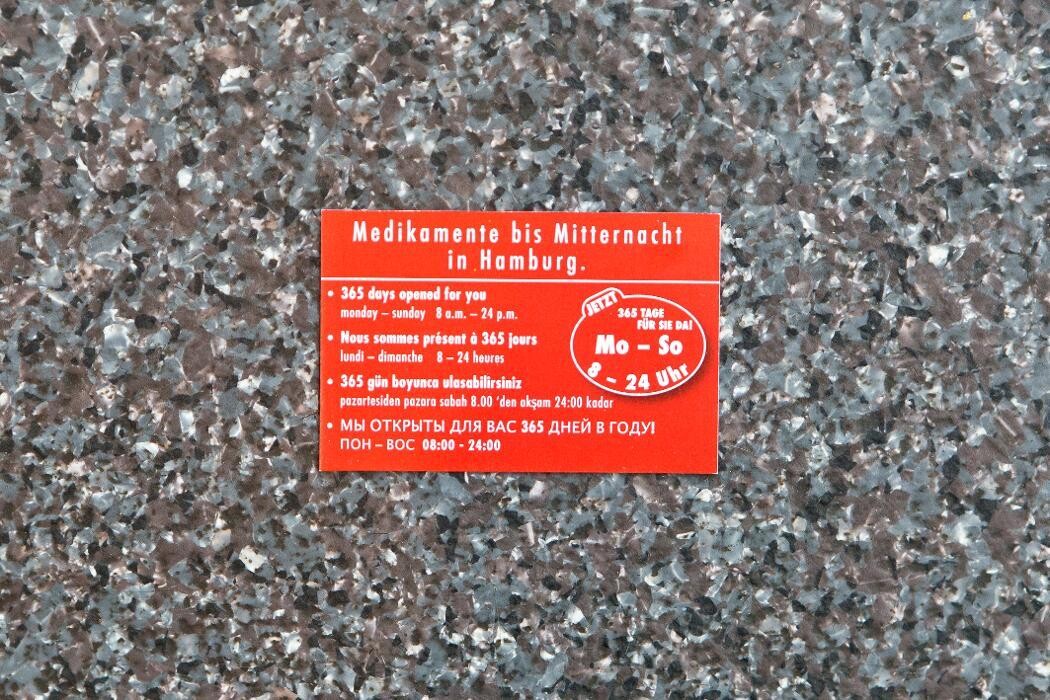 Medikamente bis Mitternacht
in Hamburg.
• 365 days opened for you
monday – sunday 8 a.m. – 24 p.m.
• Nous sommes présent à 365 jours
lundi – dimanche 8 – 24 heures
• 365 gün boyunca ulasabilirsiniz
pazartesiden pazara sabah 8.00 'den akşam 24:00 kadar
• МЫ ОТКРЫТЫ ДЛЯ ВАС 365 ДНЕЙ В ГОДУ!
ПОН – ВОС 08:00 - 24:00
JETZT
365 TAGE
FÜR SIE DA!
Mo – So
8 – 24 Uhr